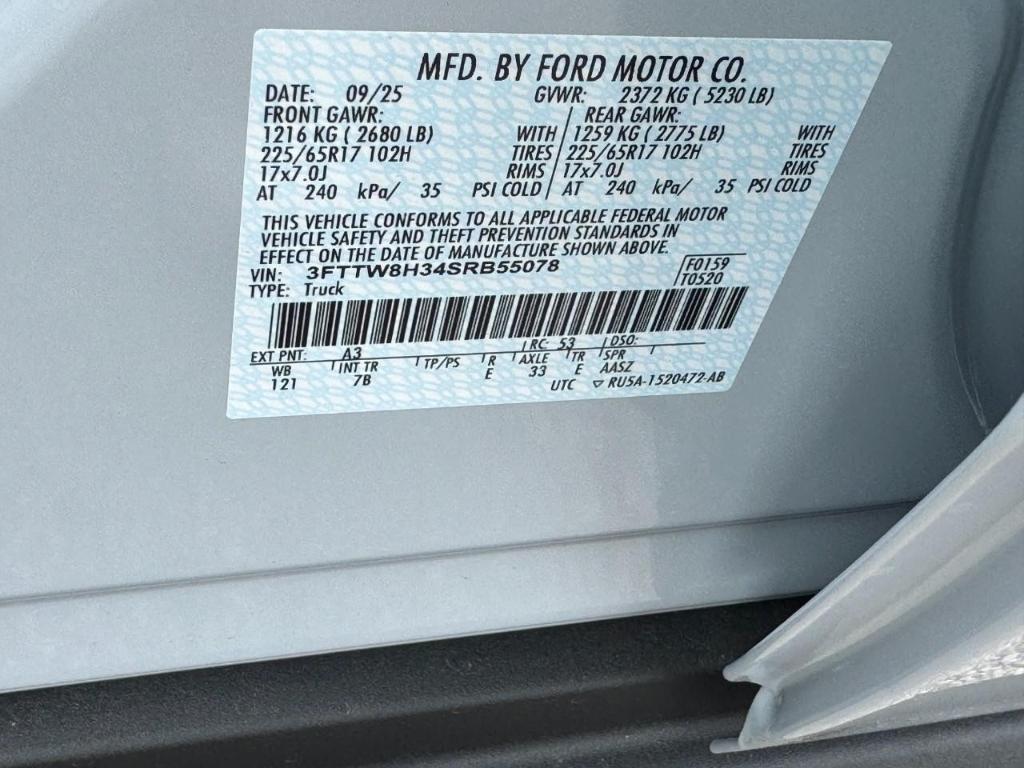 MFD. BY FORD MOTOR CO.
DATE: 09/25 GVWR: 2372 KG ( 5230 LB)
FRONT GAWR: REAR GAWR:
1216 KG ( 2680 LB) WITH 1259 KG ( 2775 LB) WITH
225/65R17 102H TIRES 225/65R17 102H TIRES
17x7.0J RIMS 17x7.0J RIMS
AT 240 kPa/ 35 PSI COLD AT 240 kPa/ 35 PSI COLD
THIS VEHICLE CONFORMS TO ALL APPLICABLE FEDERAL MOTOR
VEHICLE SAFETY AND THEFT PREVENTION STANDARDS IN
EFFECT ON THE DATE OF MANUFACTURE SHOWN ABOVE.
VIN: 3FTTW8H34SRB55078 F0159
TYPE: Truck T0520
EXT PNT: A3 RC: 53 DSO:
WB INT TR TP/PS R AXLE TR SPR
121 7B E 33 E AASZ
UTC ▽ RU5A-1520472-AB